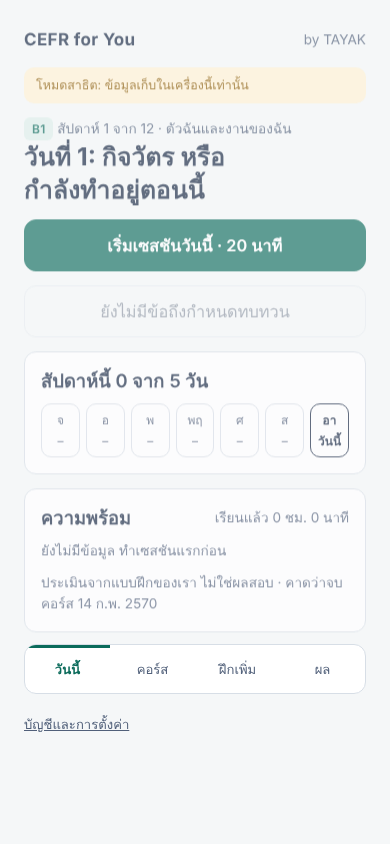 CEFR for You
by TAYAK
โหมดสาธิต: ข้อมูลเก็บในเครื่องนี้เท่านั้น
B1 สัปดาห์ 1 จาก 12 · ตัวฉันและงานของฉัน
วันที่ 1: กิจวัตร หรือ
กำลังทำอยู่ตอนนี้
เริ่มเซสชันวันนี้ · 20 นาที
ยังไม่มีข้อถึงกำหนดทบทวน
สัปดาห์นี้ 0 จาก 5 วัน
จ อ พ พฤ ศ ส อา
– – – – – – วันนี้
ความพร้อม
เรียนแล้ว 0 ชม. 0 นาที
ยังไม่มีข้อมูล ทำเซสชันแรกก่อน
ประเมินจากแบบฝึกของเรา ไม่ใช่ผลสอบ · คาดว่าจบ
คอร์ส 14 ก.พ. 2570
วันนี้ คอร์ส ฝึกเพิ่ม ผล
บัญชีและการตั้งค่า